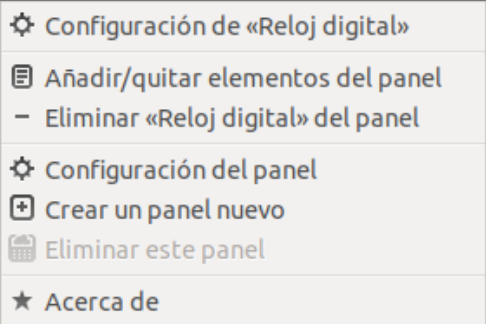 Configuración de «Reloj digital»
Añadir/quitar elementos del panel
Eliminar «Reloj digital» del panel
Configuración del panel
Crear un panel nuevo
Eliminar este panel
Acerca de